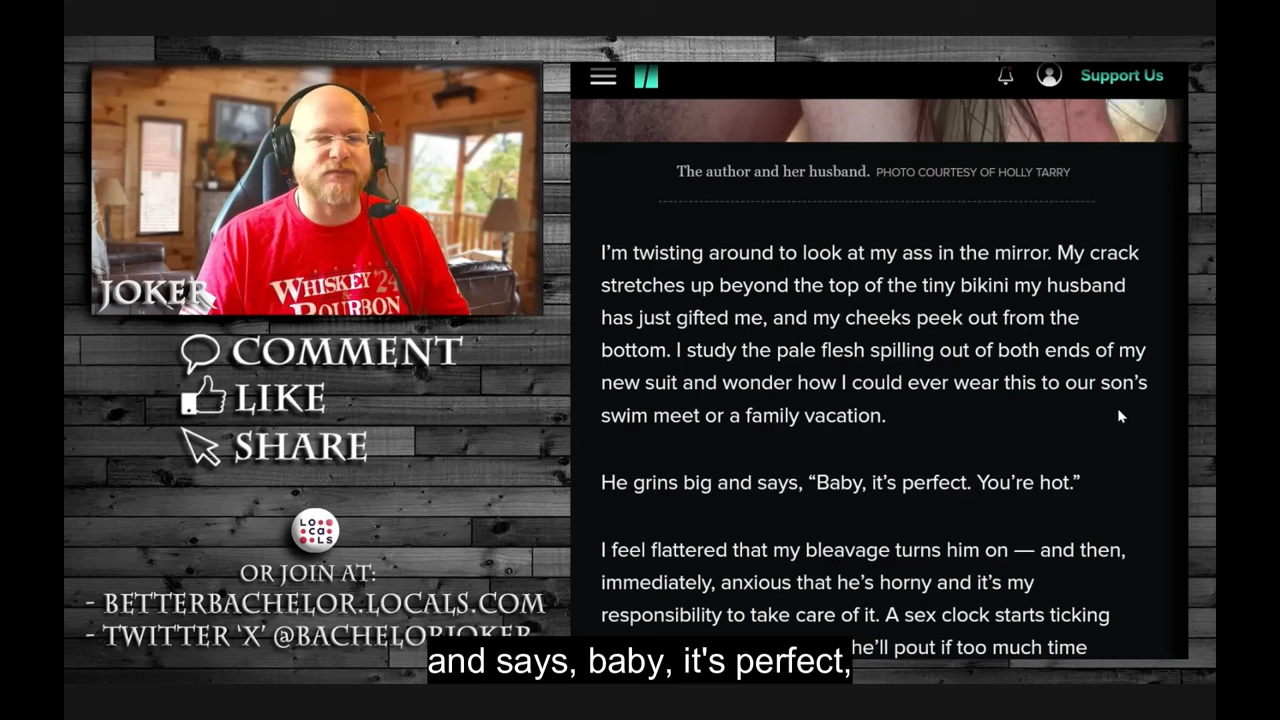 Support Us
The author and her husband. PHOTO COURTESY OF HOLLY TARRY
I'm twisting around to look at my ass in the mirror. My crack
stretches up beyond the top of the tiny bikini my husband
has just gifted me, and my cheeks peek out from the
bottom. I study the pale flesh spilling out of both ends of my
new suit and wonder how I could ever wear this to our son's
swim meet or a family vacation.
He grins big and says, “Baby, it's perfect. You're hot.”
I feel flattered that my bleavage turns him on — and then,
immediately, anxious that he's horny and it's my
responsibility to take care of it. A sex clock starts ticking
he'll pout if too much time
WHISKEY '24
& BOURBON
JOKER
COMMENT
LIKE
SHARE
LOCALS
OR JOIN AT:
- BETTERBACHELOR.LOCALS.COM
- TWITTER 'X' @BACHELORJOKER
and says, baby, it's perfect,